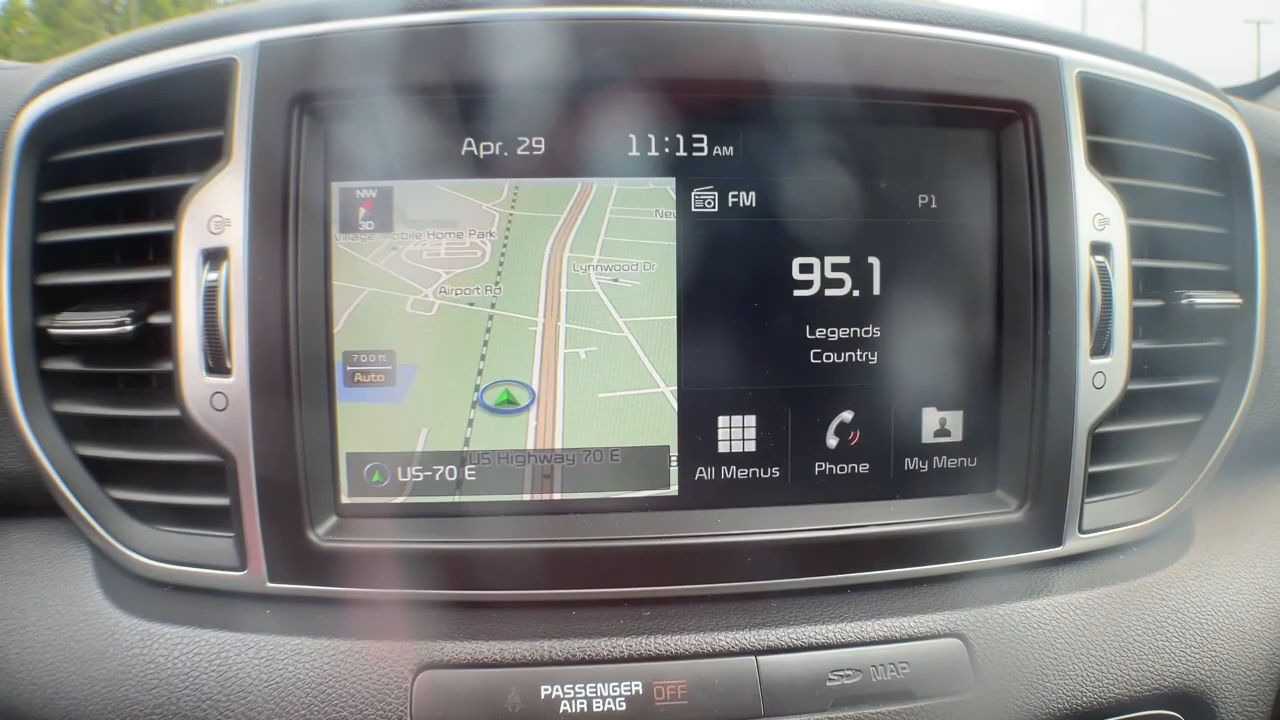 Apr. 29
11:13 AM
NW
3D
Village Mobile Home Park
Lynnwood Dr
Airport Rd
700 ft
Auto
US Highway 70 E
US-70 E
FM
P1
95.1
Legends
Country
All Menus
Phone
My Menu
PASSENGER
AIR BAG
OFF
SD MAP